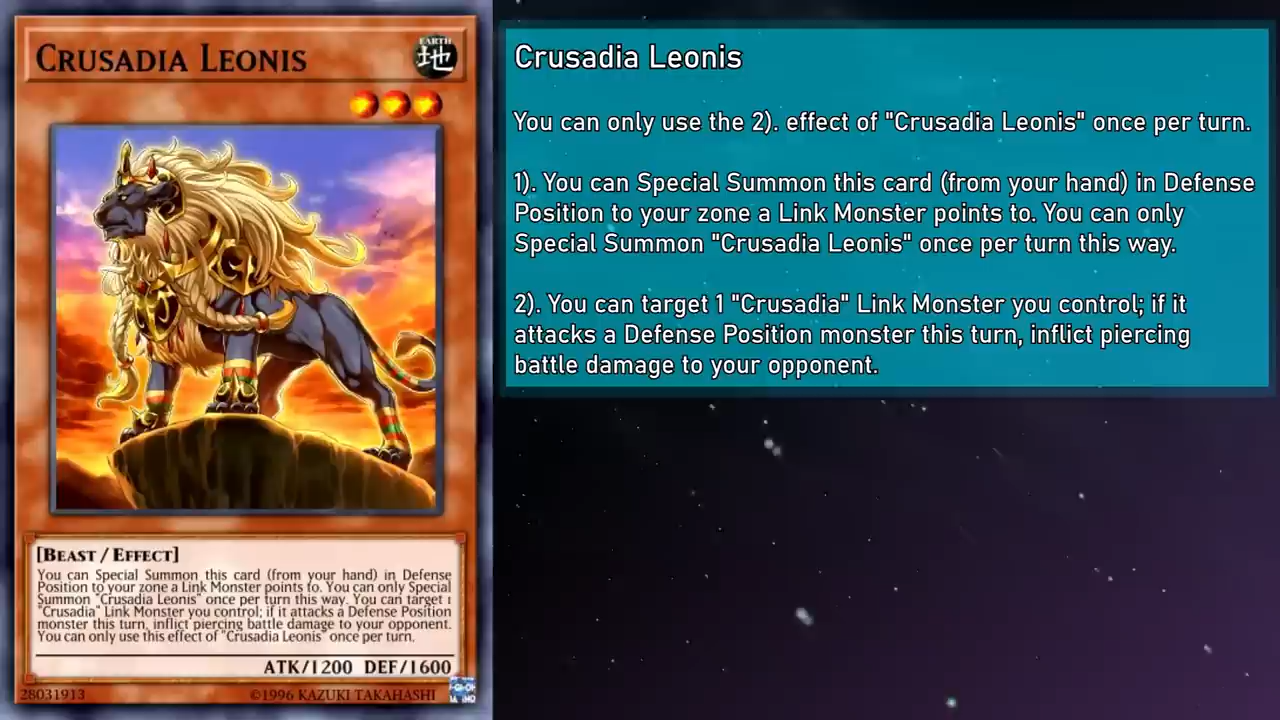 CRUSADIA LEONIS
EARTH
地
[BEAST / EFFECT]
You can Special Summon this card (from your hand) in Defense
Position to your zone a Link Monster points to. You can only Special
Summon "Crusadia Leonis" once per turn this way. You can target 1
"Crusadia" Link Monster you control; if it attacks a Defense Position
monster this turn, inflict piercing battle damage to your opponent.
You can only use this effect of "Crusadia Leonis" once per turn.
ATK/1200 DEF/1600
28031913
©1996 KAZUKI TAKAHASHI
Crusadia Leonis
You can only use the 2). effect of "Crusadia Leonis" once per turn.
1). You can Special Summon this card (from your hand) in Defense
Position to your zone a Link Monster points to. You can only
Special Summon "Crusadia Leonis" once per turn this way.
2). You can target 1 "Crusadia" Link Monster you control; if it
attacks a Defense Position monster this turn, inflict piercing
battle damage to your opponent.